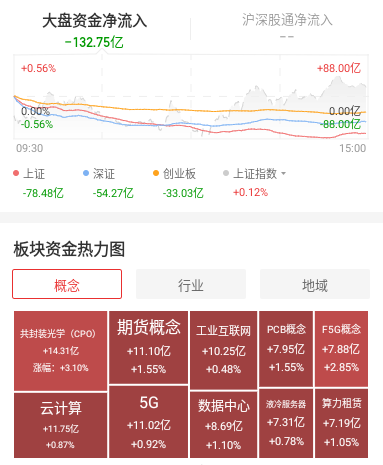 大盘资金净流入
沪深股通净流入
-132.75亿
--
+0.56%
+88.00亿
0.00%
0.00亿
-0.56%
-88.00亿
09:30
15:00
上证
深证
创业板
上证指数
-78.48亿
-54.27亿
-33.03亿
+0.12%
板块资金热力图
概念
行业
地域
共封装光学（CPO）
+14.31亿
涨幅：+3.10%
期货概念
+11.10亿
+1.55%
工业互联网
+10.25亿
+0.48%
PCB概念
+7.95亿
+1.55%
F5G概念
+7.88亿
+2.85%
云计算
+11.75亿
+0.87%
5G
+11.02亿
+0.92%
数据中心
+8.69亿
+1.10%
液冷服务器
+7.31亿
+0.78%
算力租赁
+7.19亿
+1.05%